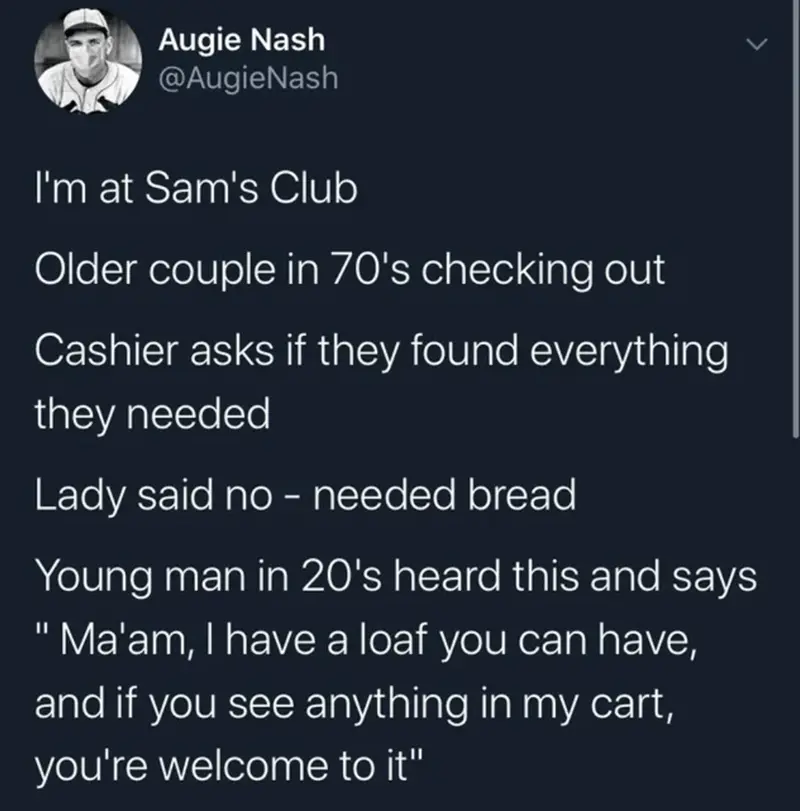 Augie Nash
@AugieNash
I'm at Sam's Club
Older couple in 70's checking out
Cashier asks if they found everything
they needed
Lady said no - needed bread
Young man in 20's heard this and says
" Ma'am, I have a loaf you can have,
and if you see anything in my cart,
you're welcome to it"